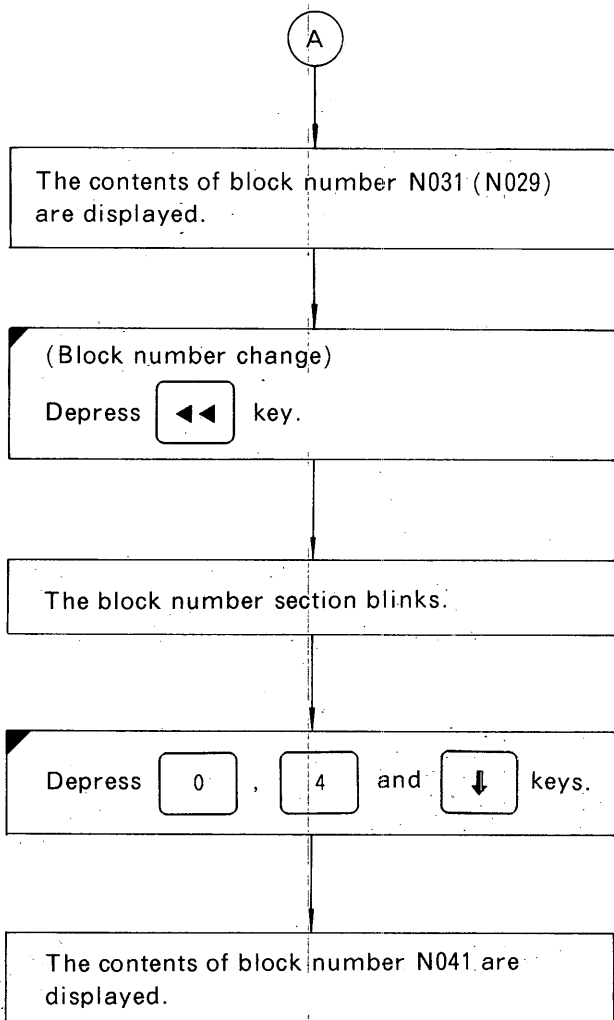 A
The contents of block number N031 (N029)
are displayed.
(Block number change)
Depress ◀◀ key.
The block number section blinks.
Depress 0 , 4 and ⬇ keys.
The contents of block number N041 are
displayed.